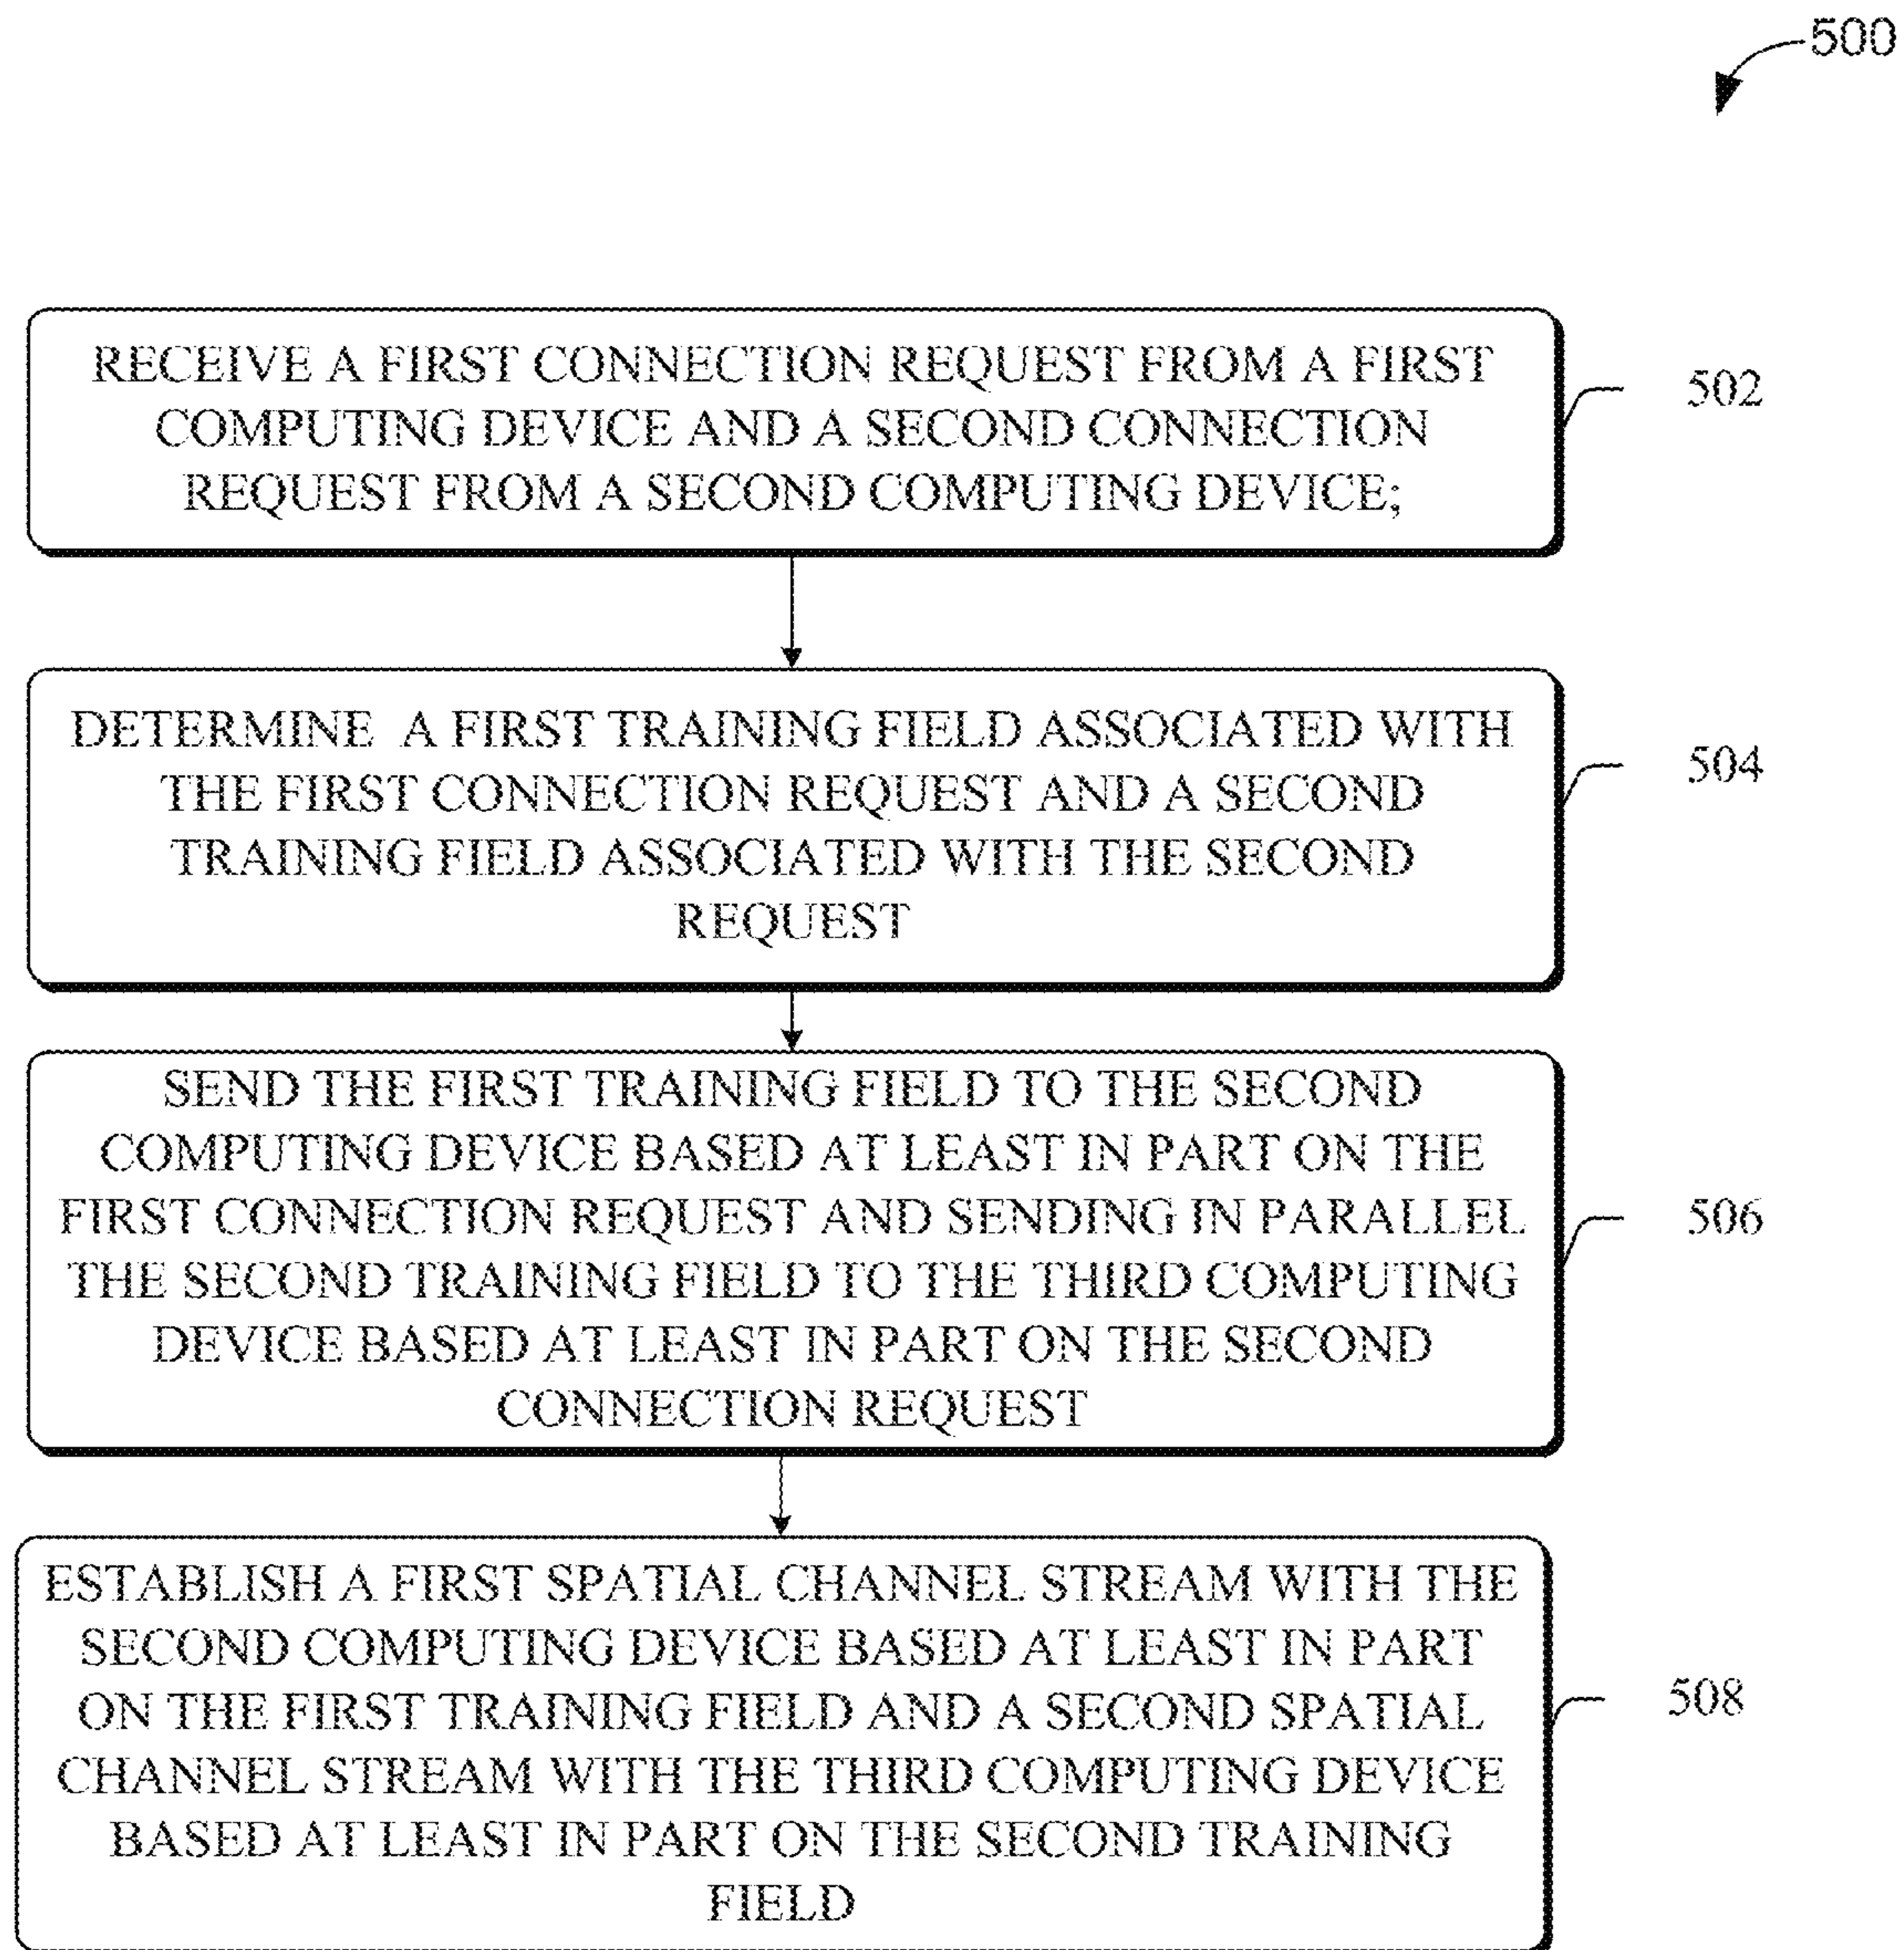 500
RECEIVE A FIRST CONNECTION REQUEST FROM A FIRST
COMPUTING DEVICE AND A SECOND CONNECTION
REQUEST FROM A SECOND COMPUTING DEVICE;
502
DETERMINE A FIRST TRAINING FIELD ASSOCIATED WITH
THE FIRST CONNECTION REQUEST AND A SECOND
TRAINING FIELD ASSOCIATED WITH THE SECOND
REQUEST
504
SEND THE FIRST TRAINING FIELD TO THE SECOND
COMPUTING DEVICE BASED AT LEAST IN PART ON THE
FIRST CONNECTION REQUEST AND SENDING IN PARALLEL
THE SECOND TRAINING FIELD TO THE THIRD COMPUTING
DEVICE BASED AT LEAST IN PART ON THE SECOND
CONNECTION REQUEST
506
ESTABLISH A FIRST SPATIAL CHANNEL STREAM WITH THE
SECOND COMPUTING DEVICE BASED AT LEAST IN PART
ON THE FIRST TRAINING FIELD AND A SECOND SPATIAL
CHANNEL STREAM WITH THE THIRD COMPUTING DEVICE
BASED AT LEAST IN PART ON THE SECOND TRAINING
FIELD
508